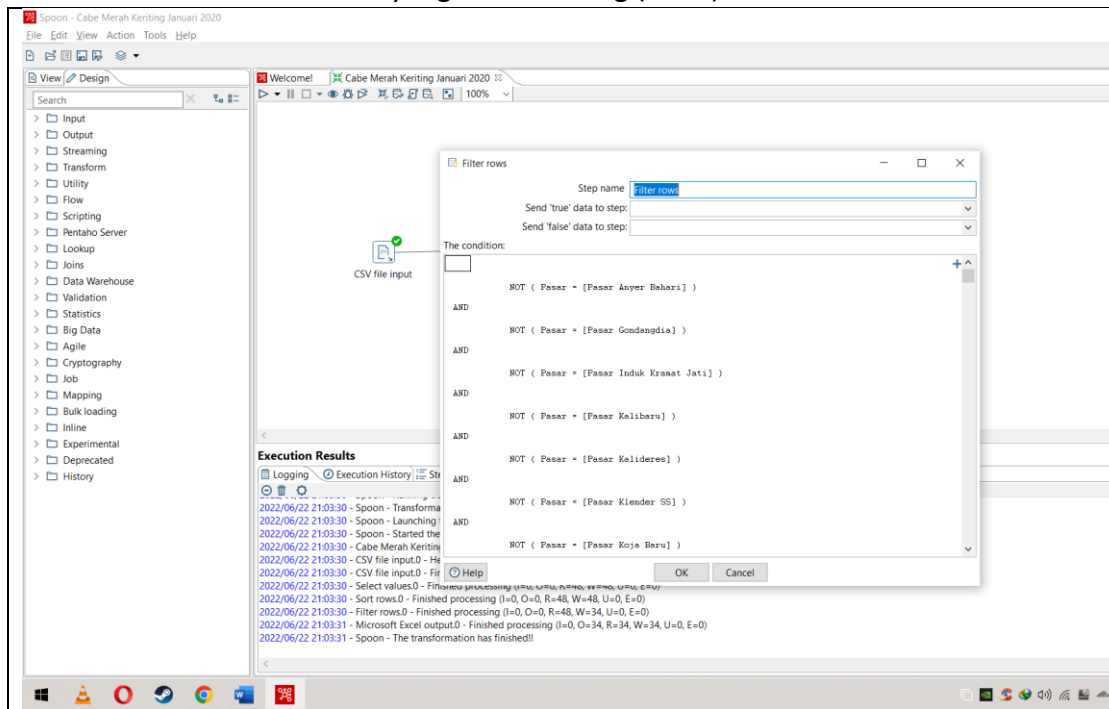 Spoon - Cabe Merah Keriting Januari 2020
File Edit View Action Tools Help
View Design
Search
Input
Output
Streaming
Transform
Utility
Flow
Scripting
Pentaho Server
Lookup
Joins
Data Warehouse
Validation
Statistics
Big Data
Agile
Cryptography
Job
Mapping
Bulk loading
Inline
Experimental
Deprecated
History
Welcome! Cabe Merah Keriting Januari 2020
100%
CSV file input
Filter rows
Step name Filter rows
Send 'true' data to step:
Send 'false' data to step:
The condition:
NOT ( Pasar = [Pasar Anyer Bahari] )
AND
NOT ( Pasar = [Pasar Gondangdia] )
AND
NOT ( Pasar = [Pasar Induk Kramat Jati] )
AND
NOT ( Pasar = [Pasar Kalibaru] )
AND
NOT ( Pasar = [Pasar Kalideres] )
AND
NOT ( Pasar = [Pasar Klender SS] )
AND
NOT ( Pasar = [Pasar Koja Baru] )
Help OK Cancel
Execution Results
Logging Execution History Ste
2022/06/22 21:03:30 - Spoon - Transforma
2022/06/22 21:03:30 - Spoon - Launching
2022/06/22 21:03:30 - Spoon - Started the
2022/06/22 21:03:30 - Cabe Merah Keriting
2022/06/22 21:03:30 - CSV file input.0 - He
2022/06/22 21:03:30 - CSV file input.0 - Fir
2022/06/22 21:03:30 - Select values.0 - Finished processing (I=0, O=0, R=48, W=48, U=0, E=0)
2022/06/22 21:03:30 - Sort rows.0 - Finished processing (I=0, O=0, R=48, W=48, U=0, E=0)
2022/06/22 21:03:30 - Filter rows.0 - Finished processing (I=0, O=0, R=48, W=34, U=0, E=0)
2022/06/22 21:03:31 - Microsoft Excel output.0 - Finished processing (I=0, O=34, R=34, W=34, U=0, E=0)
2022/06/22 21:03:31 - Spoon - The transformation has finished!!